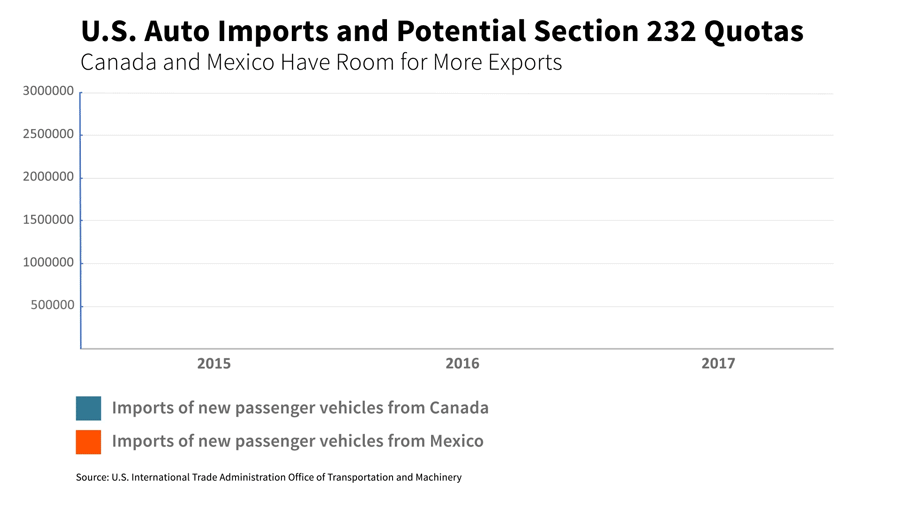 U.S. Auto Imports and Potential Section 232 Quotas
Canada and Mexico Have Room for More Exports
3000000
2500000
2000000
1500000
1000000
500000
2015 2016 2017
Imports of new passenger vehicles from Canada
Imports of new passenger vehicles from Mexico
Source: U.S. International Trade Administration Office of Transportation and Machinery